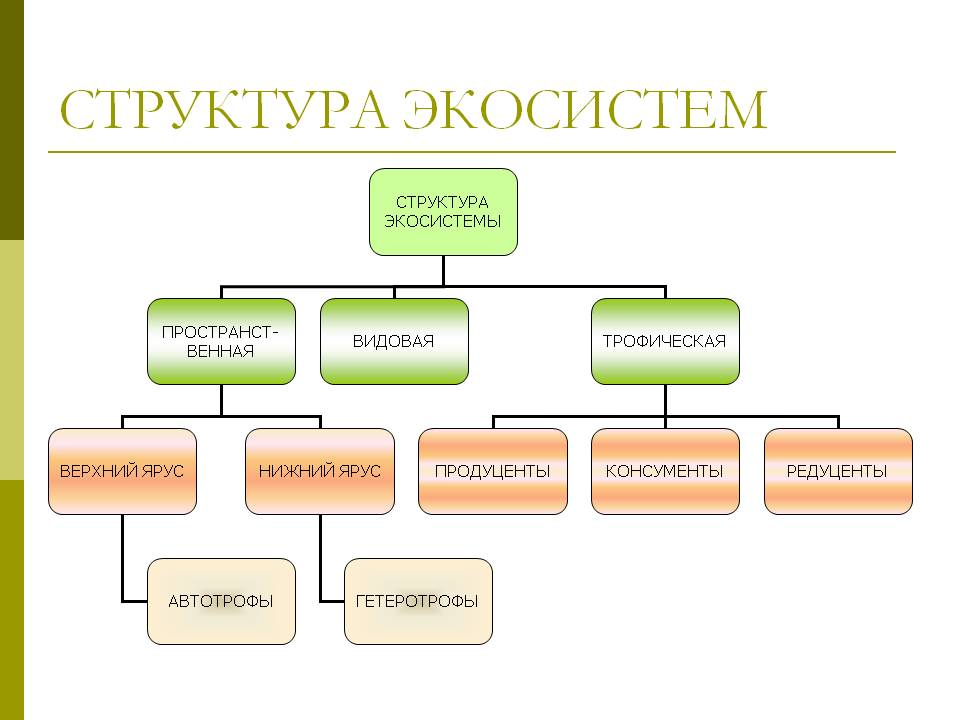 СТРУКТУРА ЭКОСИСТЕМ
СТРУКТУРА
ЭКОСИСТЕМЫ
ПРОСТРАНСТ-
ВЕННАЯ
ВИДОВАЯ
ТРОФИЧЕСКАЯ
ВЕРХНИЙ ЯРУС
НИЖНИЙ ЯРУС
ПРОДУЦЕНТЫ
КОНСУМЕНТЫ
РЕДУЦЕНТЫ
АВТОТРОФЫ
ГЕТЕРОТРОФЫ